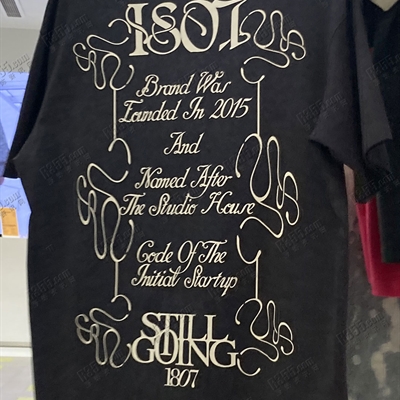 1807
Brand Was
Founded In 2015
And
Named After
The Studio House
Code Of The
Initial Startup
STILL
GOING
1807